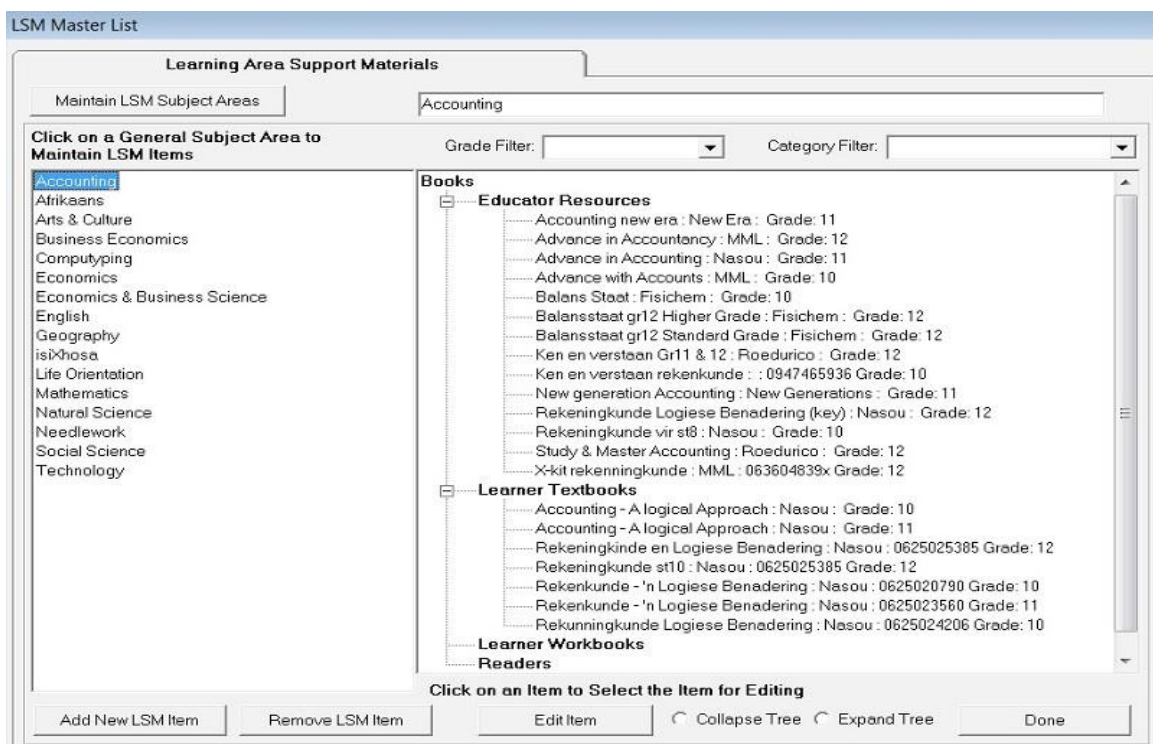 LSM Master List
Learning Area Support Materials
Maintain LSM Subject Areas
Accounting
Click on a General Subject Area to
Maintain LSM Items
Grade Filter:
Category Filter:
Accounting
Afrikaans
Arts & Culture
Business Economics
Computyping
Economics
Economics & Business Science
English
Geography
isiXhosa
Life Orientation
Mathematics
Natural Science
Needlework
Social Science
Technology
Books
Educator Resources
Accounting new era : New Era : Grade: 11
Advance in Accountancy : MML : Grade: 12
Advance in Accounting : Nasou : Grade: 11
Advance with Accounts : MML : Grade: 10
Balans Staat : Fisichem : Grade: 10
Balansstaat gr12 Higher Grade : Fisichem : Grade: 12
Balansstaat gr12 Standard Grade : Fisichem : Grade: 12
Ken en verstaan Gr11 & 12 : Roedurico : Grade: 12
Ken en verstaan rekenkunde : : 0947465936 Grade: 10
New generation Accounting : New Generations : Grade: 11
Rekeningkunde Logiese Benadering (key) : Nasou : Grade: 12
Rekeningkunde vir st8 : Nasou : Grade: 10
Study & Master Accounting : Roedurico : Grade: 12
X-kit rekenningkunde : MML : 063604839x Grade: 12
Learner Textbooks
Accounting - A logical Approach : Nasou : Grade: 10
Accounting - A logical Approach : Nasou : Grade: 11
Rekeningkinde en Logiese Benadering : Nasou : 0625025385 Grade: 12
Rekeningkunde st10 : Nasou : 0625025385 Grade: 12
Rekenkunde - 'n Logiese Benadering : Nasou : 0625020790 Grade: 10
Rekenkunde - 'n Logiese Benadering : Nasou : 0625023560 Grade: 11
Rekunningkunde Logiese Benadering : Nasou : 0625024206 Grade: 10
Learner Workbooks
Readers
Click on an Item to Select the Item for Editing
Add New LSM Item
Remove LSM Item
Edit Item
Collapse Tree
Expand Tree
Done